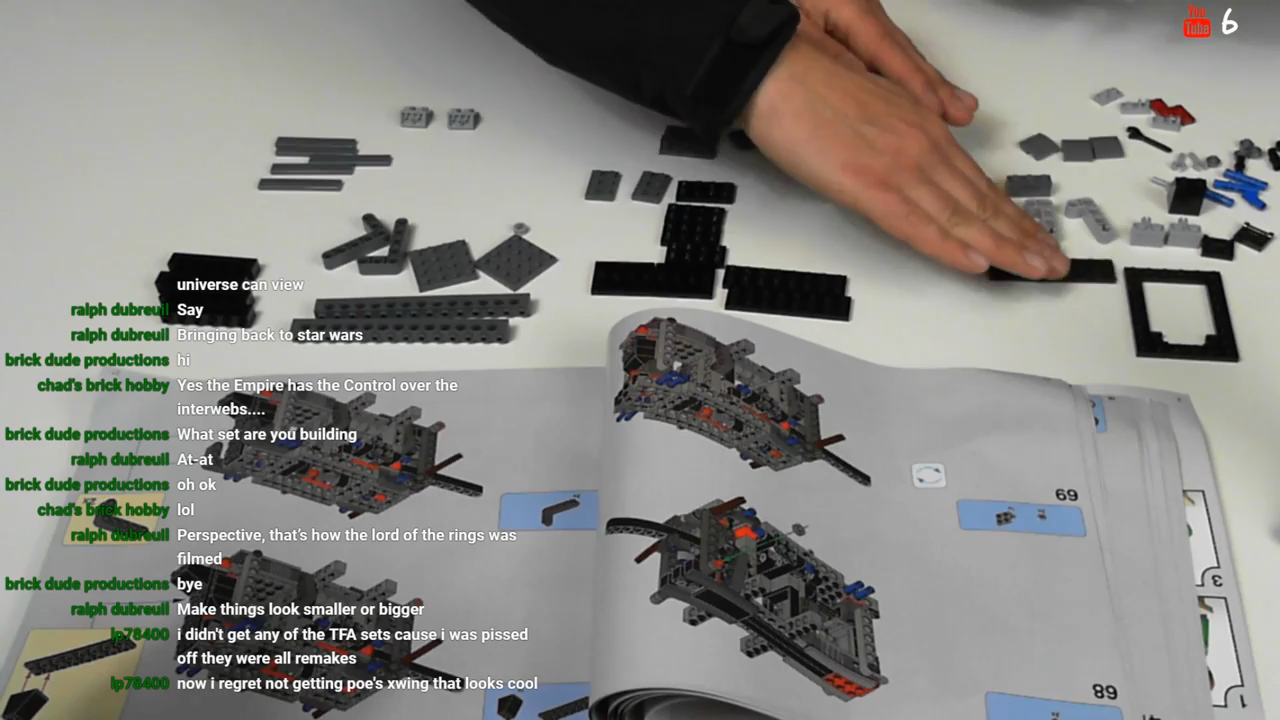 You
Tube 6
universe can view
ralph dubreuil Say
ralph dubreuil Bringing back to star wars
brick dude productions hi
chad's brick hobby Yes the Empire has the Control over the
interwebs....
brick dude productions What set are you building
ralph dubreuil At-at
brick dude productions oh ok
chad's brick hobby lol
ralph dubreuil Perspective, that's how the lord of the rings was
filmed
brick dude productions bye
ralph dubreuil Make things look smaller or bigger
lp78400 i didn't get any of the TFA sets cause i was pissed
off they were all remakes
lp78400 now i regret not getting poe's xwing that looks cool
69
68
3
1